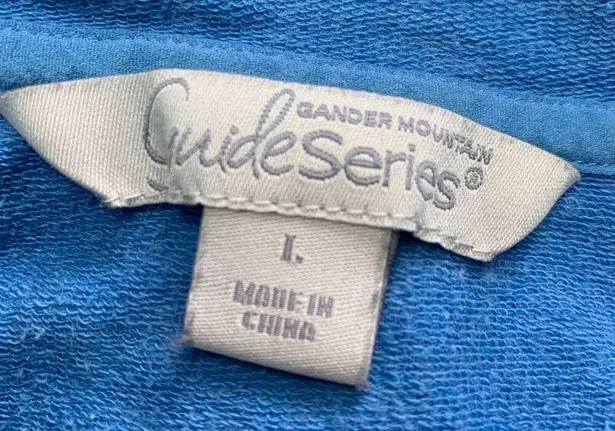 GANDER MOUNTAIN
GuideSeries®
L
MADE IN
CHINA